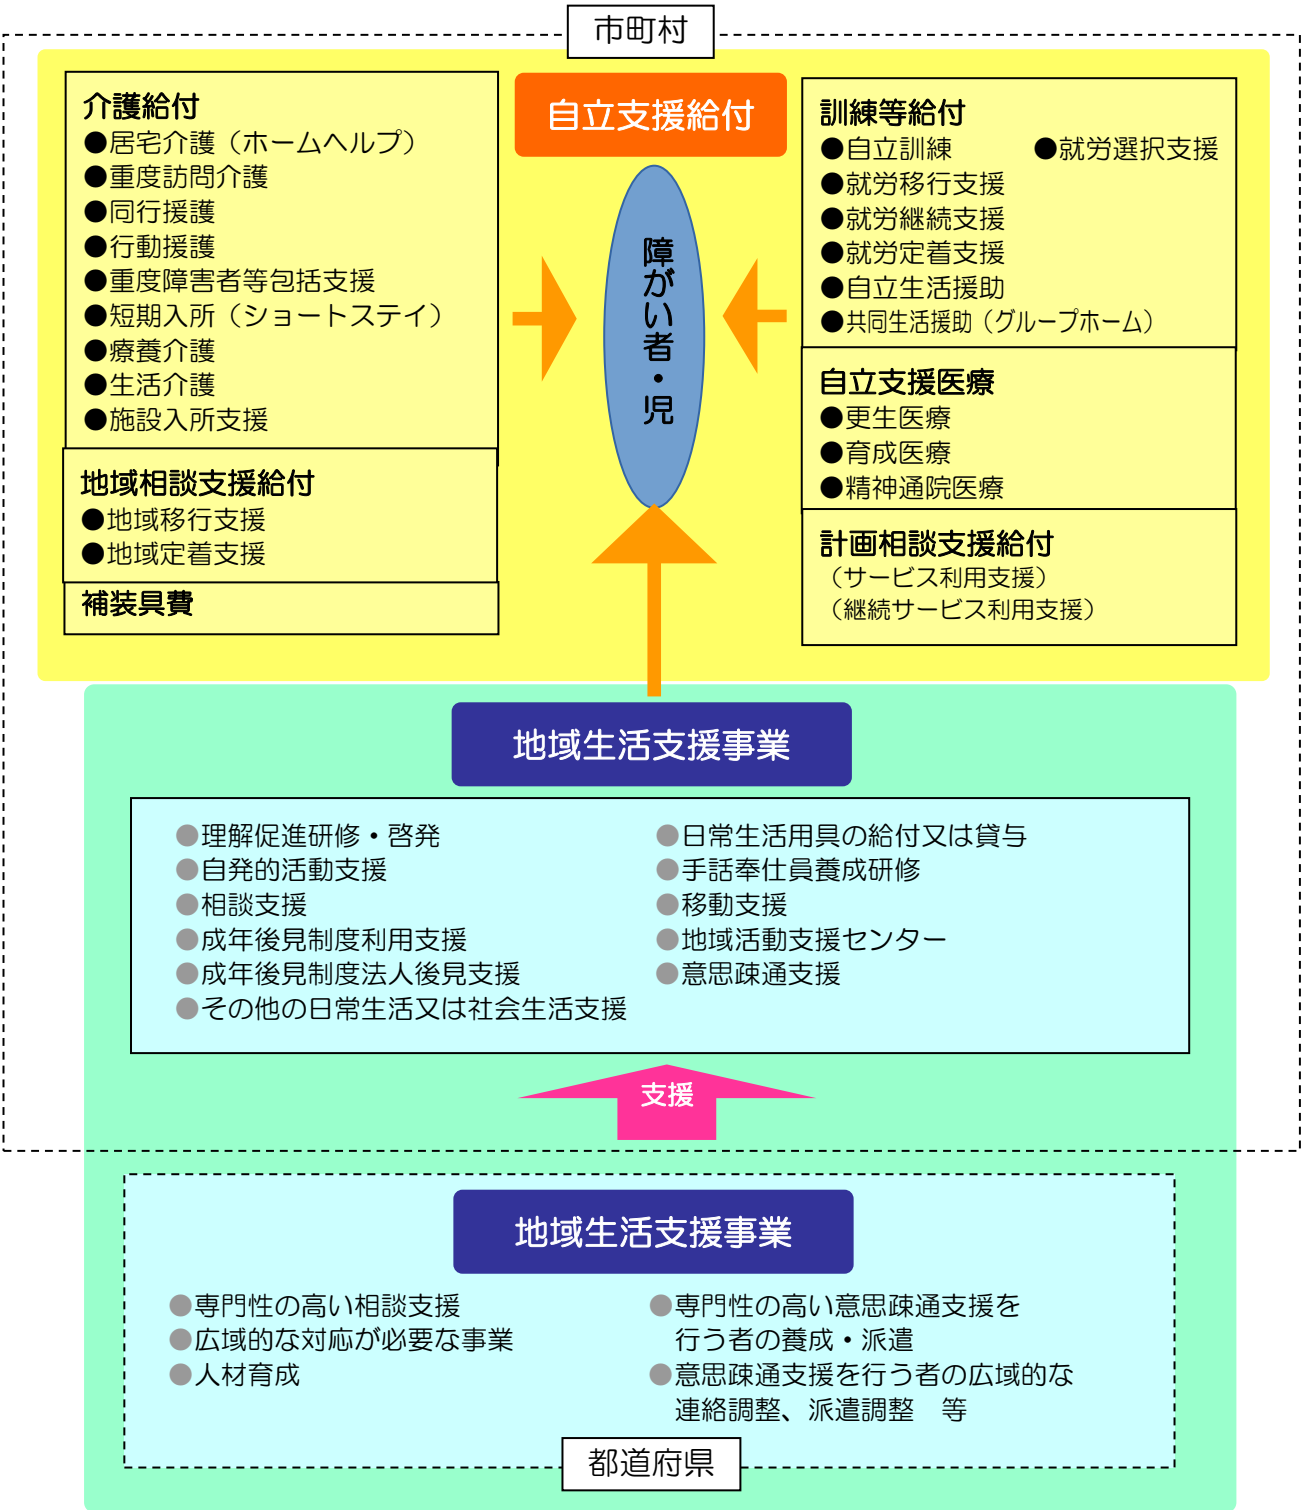 市町村
自立支援給付
介護給付
●居宅介護（ホームヘルプ）
●重度訪問介護
●同行援護
●行動援護
●重度障害者等包括支援
●短期入所（ショートステイ）
●療養介護
●生活介護
●施設入所支援
地域相談支援給付
●地域移行支援
●地域定着支援
補装具費
障がい者・児
訓練等給付
●自立訓練　　　●就労選択支援
●就労移行支援
●就労継続支援
●就労定着支援
●自立生活援助
●共同生活援助（グループホーム）
自立支援医療
●更生医療
●育成医療
●精神通院医療
計画相談支援給付
（サービス利用支援）
（継続サービス利用支援）
地域生活支援事業
●理解促進研修・啓発
●自発的活動支援
●相談支援
●成年後見制度利用支援
●成年後見制度法人後見支援
●その他の日常生活又は社会生活支援
●日常生活用具の給付又は貸与
●手話奉仕員養成研修
●移動支援
●地域活動支援センター
●意思疎通支援
支援
地域生活支援事業
●専門性の高い相談支援
●広域的な対応が必要な事業
●人材育成
●専門性の高い意思疎通支援を
行う者の養成・派遣
●意思疎通支援を行う者の広域的な
連絡調整、派遣調整　等
都道府県